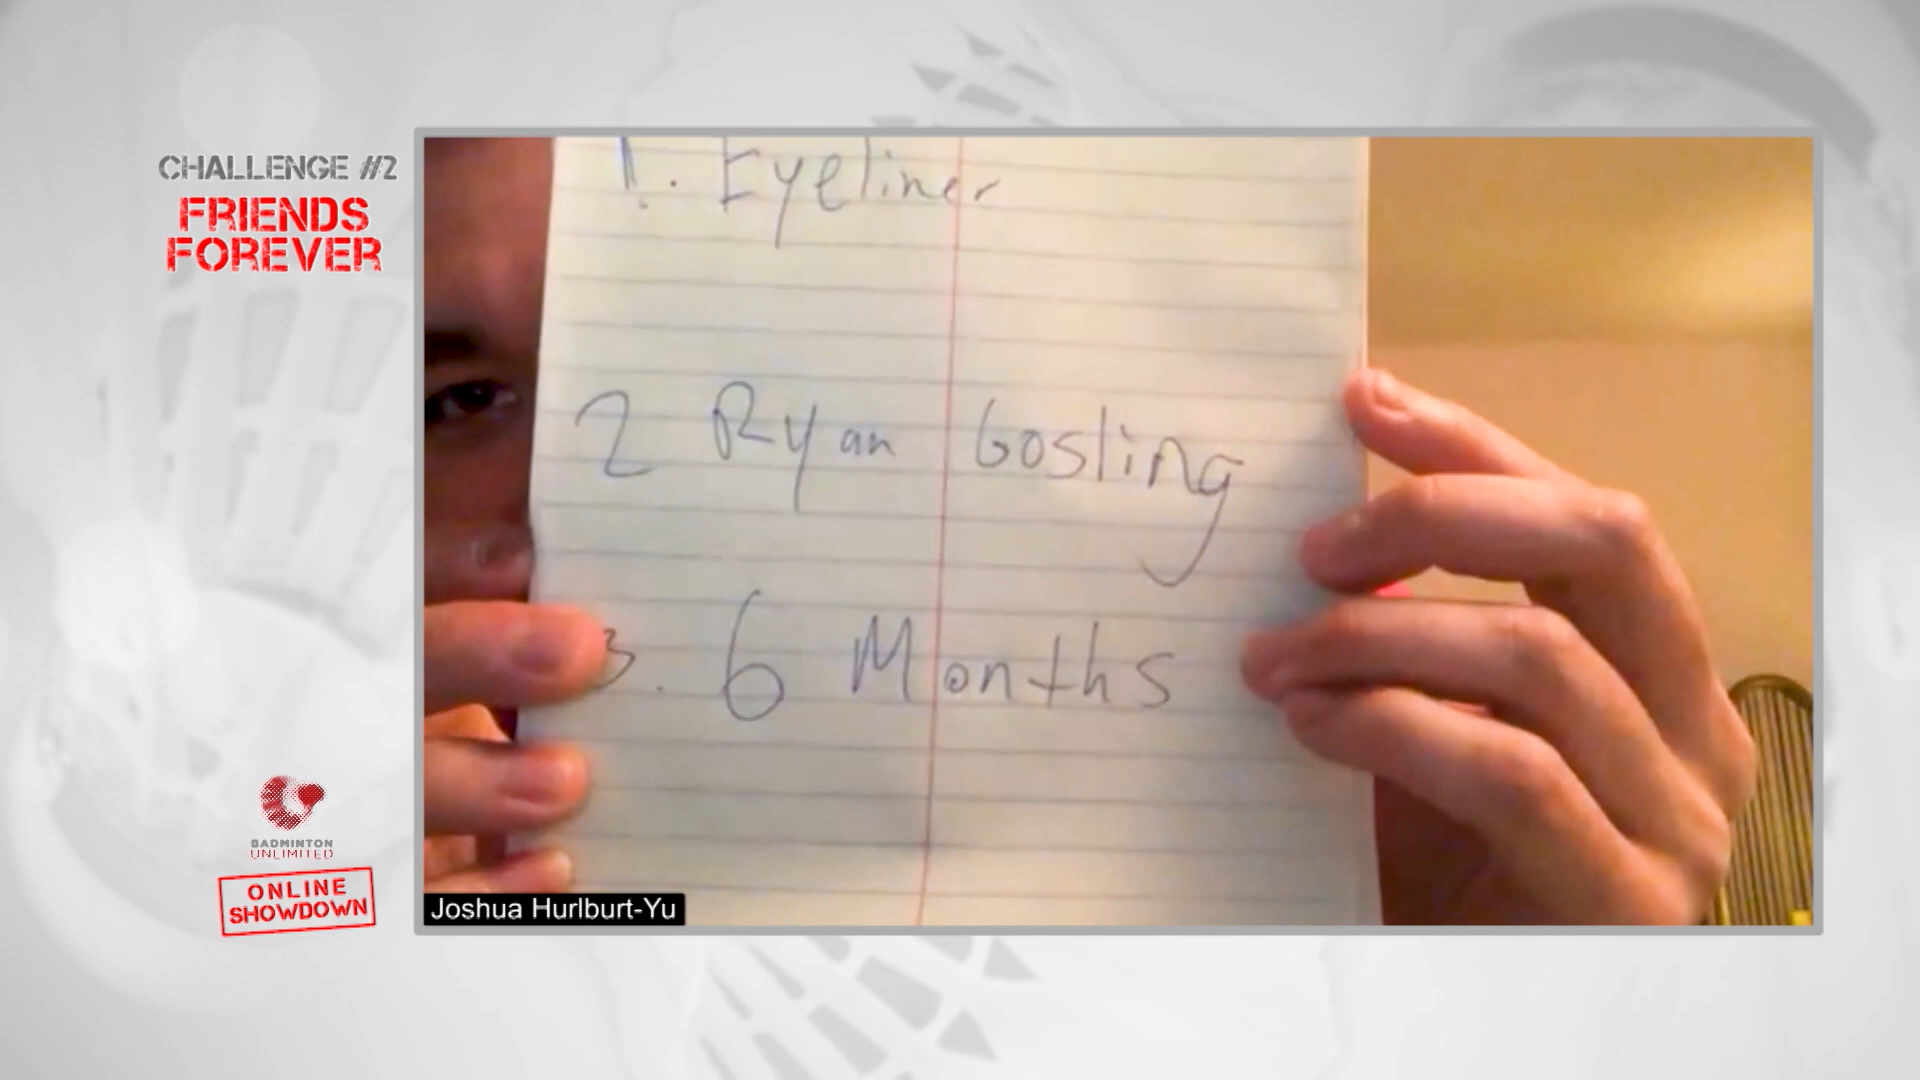 CHALLENGE #2
FRIENDS
FOREVER
1. Eyeliner
2 Ryan Gosling
3. 6 Months
Joshua Hurlburt-Yu
BADMINTON
UNLIMITED
ONLINE
SHOWDOWN